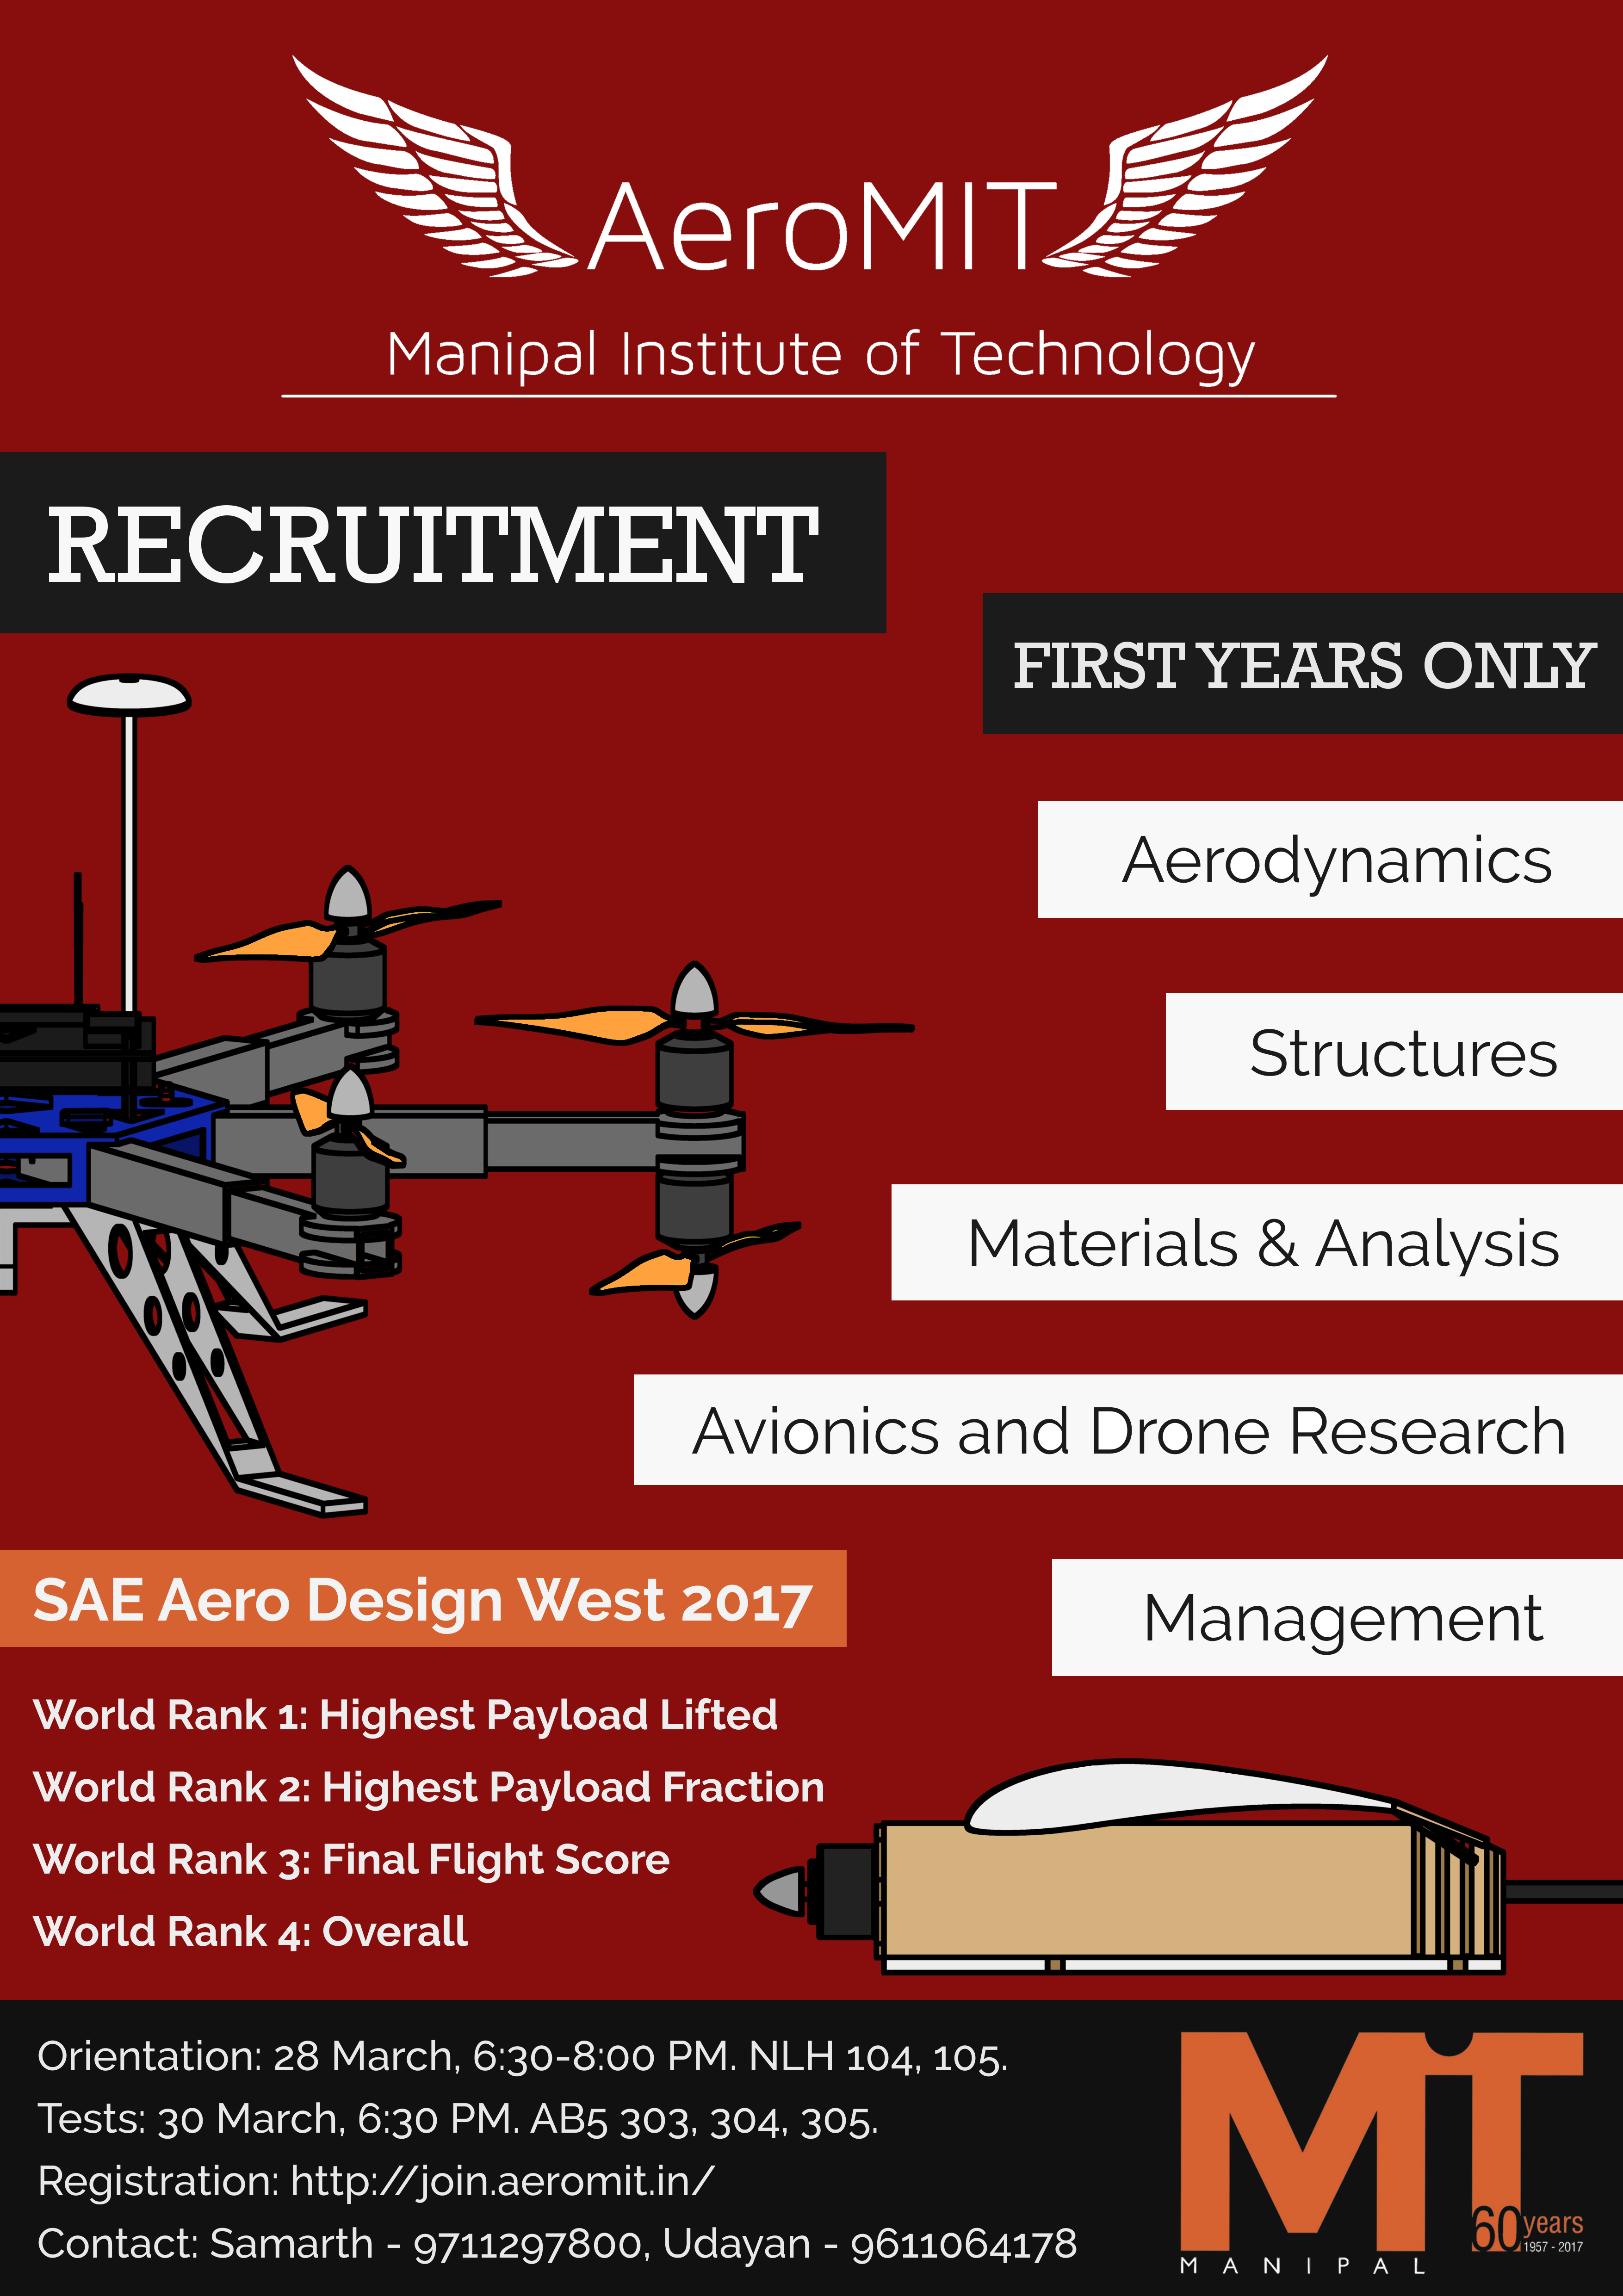 AeroMIT
Manipal Institute of Technology
RECRUITMENT
FIRST YEARS ONLY
Aerodynamics
Structures
Materials & Analysis
Avionics and Drone Research
Management
SAE Aero Design West 2017
World Rank 1: Highest Payload Lifted
World Rank 2: Highest Payload Fraction
World Rank 3: Final Flight Score
World Rank 4: Overall
Orientation: 28 March, 6:30-8:00 PM. NLH 104, 105.
Tests: 30 March, 6:30 PM. AB5 303, 304, 305.
Registration: http://join.aeromit.in/
Contact: Samarth - 9711297800, Udayan - 9611064178
MIT
60 years
1957 - 2017
MANIPAL